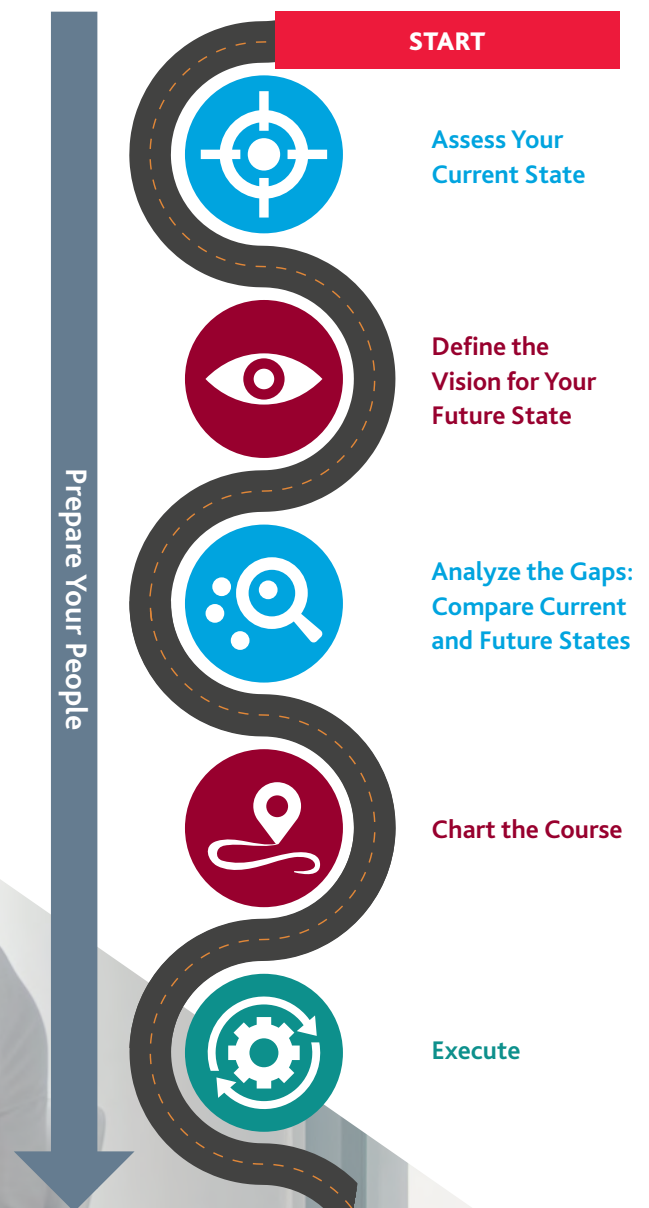 START
Assess Your
Current State
Define the
Vision for Your
Future State
Prepare Your People
Analyze the Gaps:
Compare Current
and Future States
Chart the Course
Execute